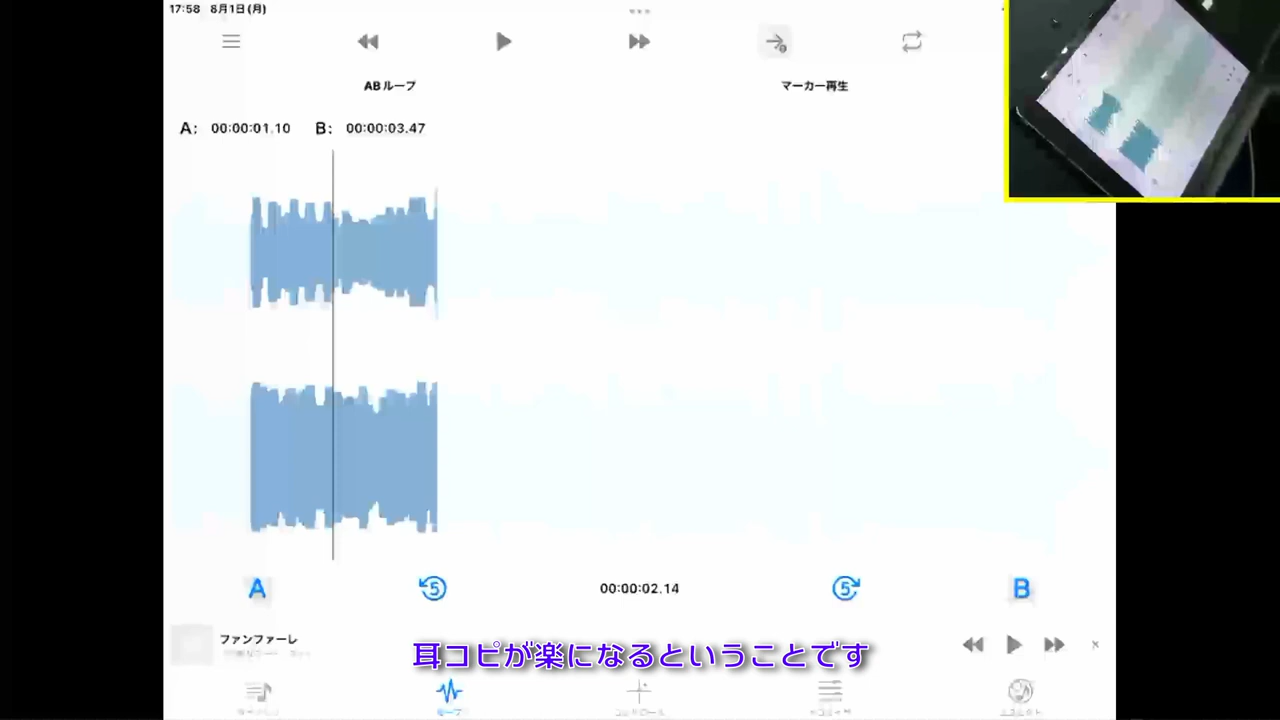 17:58 8月1日(月)
ABループ
マーカー再生
A: 00:00:01.10 B: 00:00:03.47
A
5
00:00:02.14
5
B
ファンファーレ
耳コピが楽になるということです